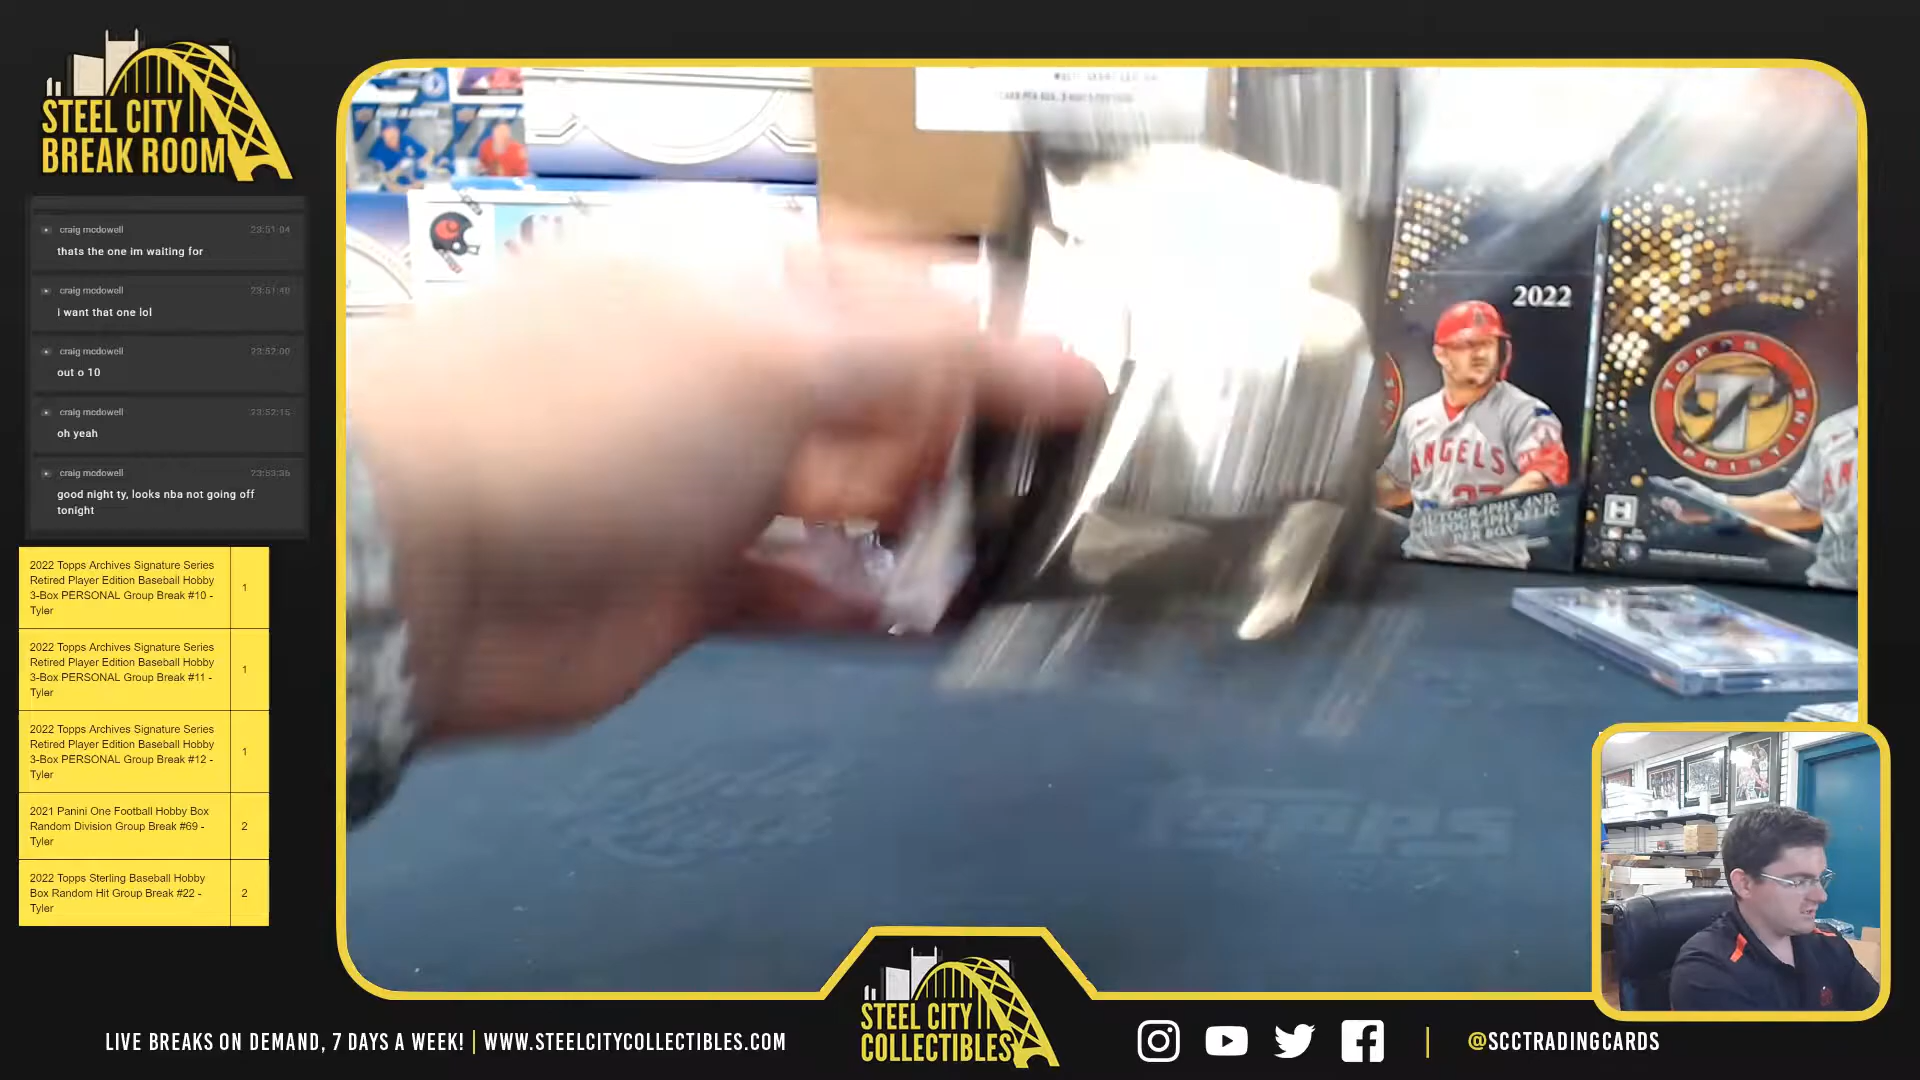 STEEL CITY
BREAK ROOM
craig mcdowell 23:51:04
thats the one im waiting for
craig mcdowell 23:51:40
i want that one lol
craig mcdowell 23:52:00
out o 10
craig mcdowell 23:52:15
oh yeah
craig mcdowell 23:53:36
good night ty, looks nba not going off
tonight
2022 Topps Archives Signature Series
Retired Player Edition Baseball Hobby
3-Box PERSONAL Group Break #10 -
Tyler
1
2022 Topps Archives Signature Series
Retired Player Edition Baseball Hobby
3-Box PERSONAL Group Break #11 -
Tyler
1
2022 Topps Archives Signature Series
Retired Player Edition Baseball Hobby
3-Box PERSONAL Group Break #12 -
Tyler
1
2021 Panini One Football Hobby Box
Random Division Group Break #69 -
Tyler
2
2022 Topps Sterling Baseball Hobby
Box Random Hit Group Break #22 -
Tyler
2
2022
ANGELS
AUTOGRAPHS AND
AUTOGRAPH RELIC
PER BOX
TOPPS
T
PRISTINE
TOPPS
LIVE BREAKS ON DEMAND, 7 DAYS A WEEK! | WWW.STEELCITYCOLLECTIBLES.COM
STEEL CITY
COLLECTIBLES
| @SCCTRADINGCARDS